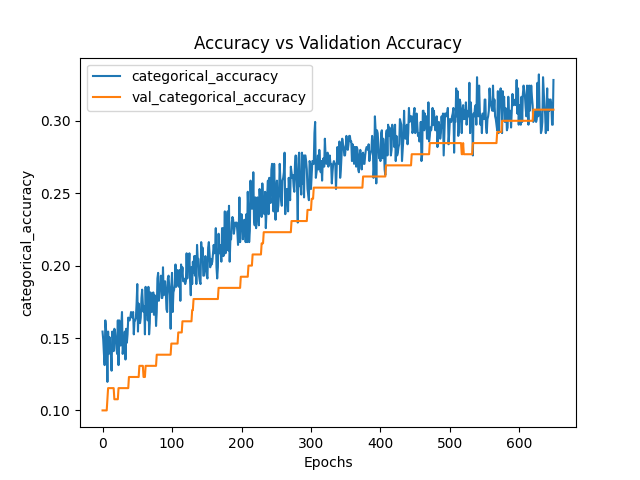 Accuracy vs Validation Accuracy
categorical_accuracy
val_categorical_accuracy
categorical_accuracy
0.30
0.25
0.20
0.15
0.10
0 100 200 300 400 500 600
Epochs